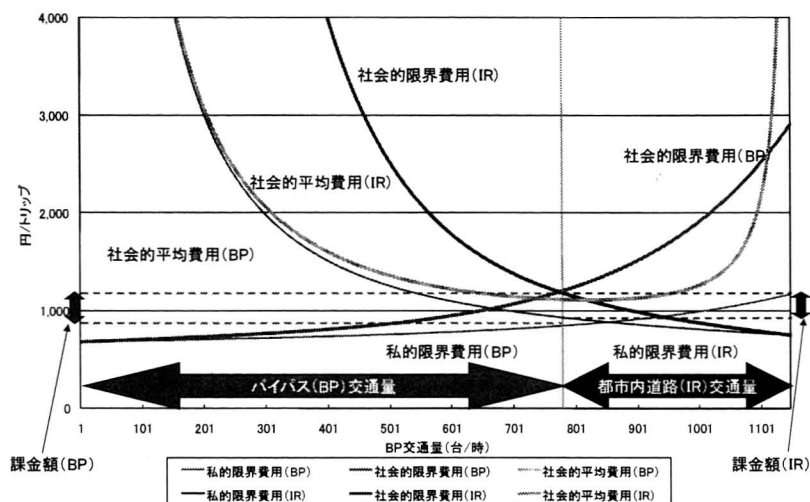 4,000
3,000
2,000
1,000
0
円/トリップ
社会的限界費用(IR)
社会的限界費用(BP)
社会的平均費用(IR)
社会的平均費用(BP)
私的限界費用(BP)
私的限界費用(IR)
バイパス(BP)交通量
都市内道路(IR)交通量
1 101 201 301 401 501 601 701 801 901 1001 1101
BP交通量(台/時)
課金額(BP)
課金額(IR)
私的限界費用(BP) 社会的限界費用(BP) 社会的平均費用(BP)
私的限界費用(IR) 社会的限界費用(IR) 社会的平均費用(IR)